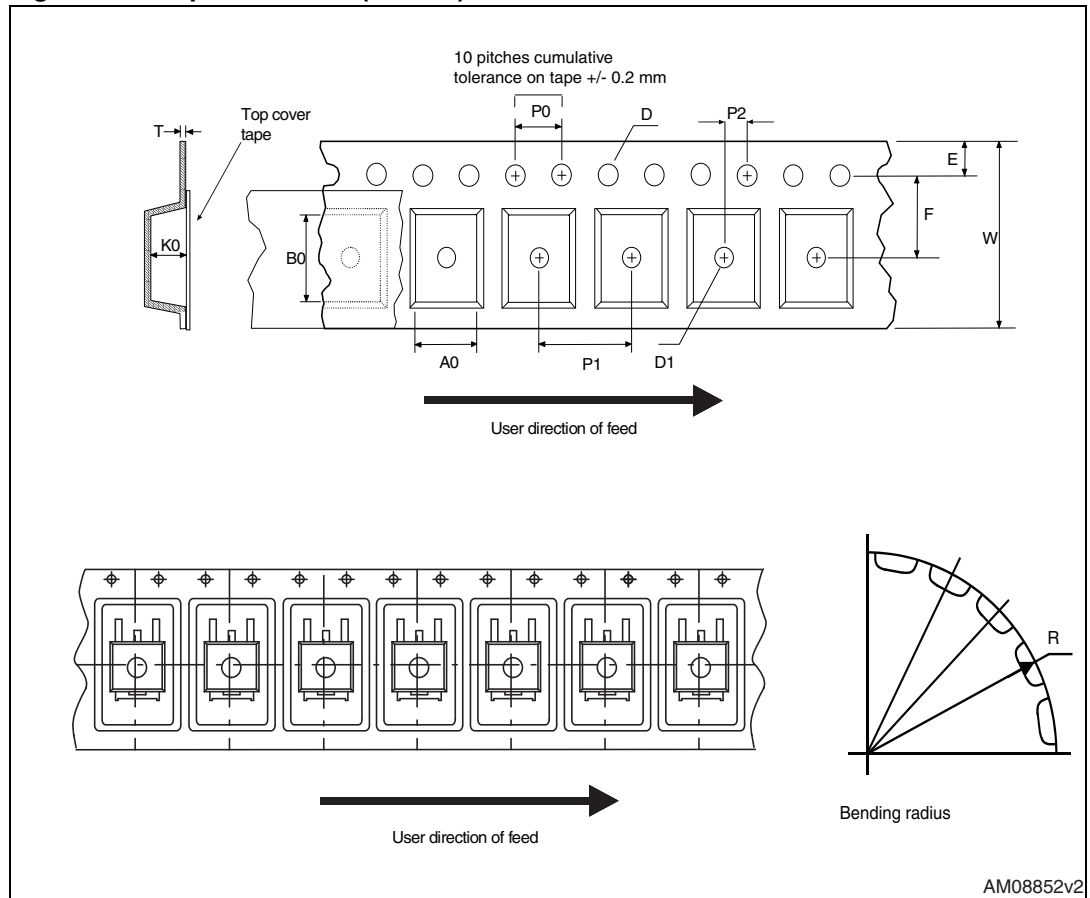 10 pitches cumulative
tolerance on tape +/- 0.2 mm
Top cover
tape
T
P0
D
P2
E
F
W
K0
B0
A0
P1
D1
User direction of feed
R
Bending radius
User direction of feed
AM08852v2